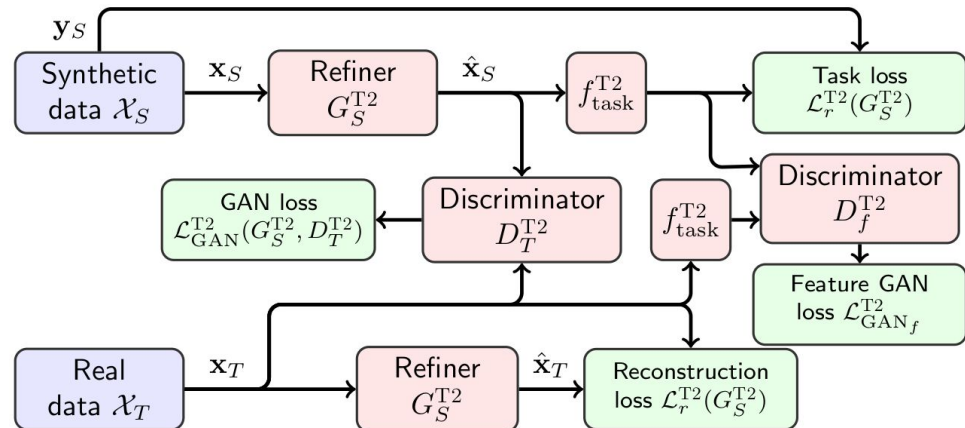 𝐲_S
Synthetic
data 𝒳_S
𝐱_S
Refiner
G_S^T2
𝐱̂_S
f_task^T2
Task loss
ℒ_r^T2(G_S^T2)
GAN loss
ℒ_GAN^T2(G_S^T2, D_T^T2)
Discriminator
D_T^T2
f_task^T2
Discriminator
D_f^T2
Feature GAN
loss ℒ_GAN_f^T2
Real
data 𝒳_T
𝐱_T
Refiner
G_S^T2
𝐱̂_T
Reconstruction
loss ℒ_r^T2(G_S^T2)